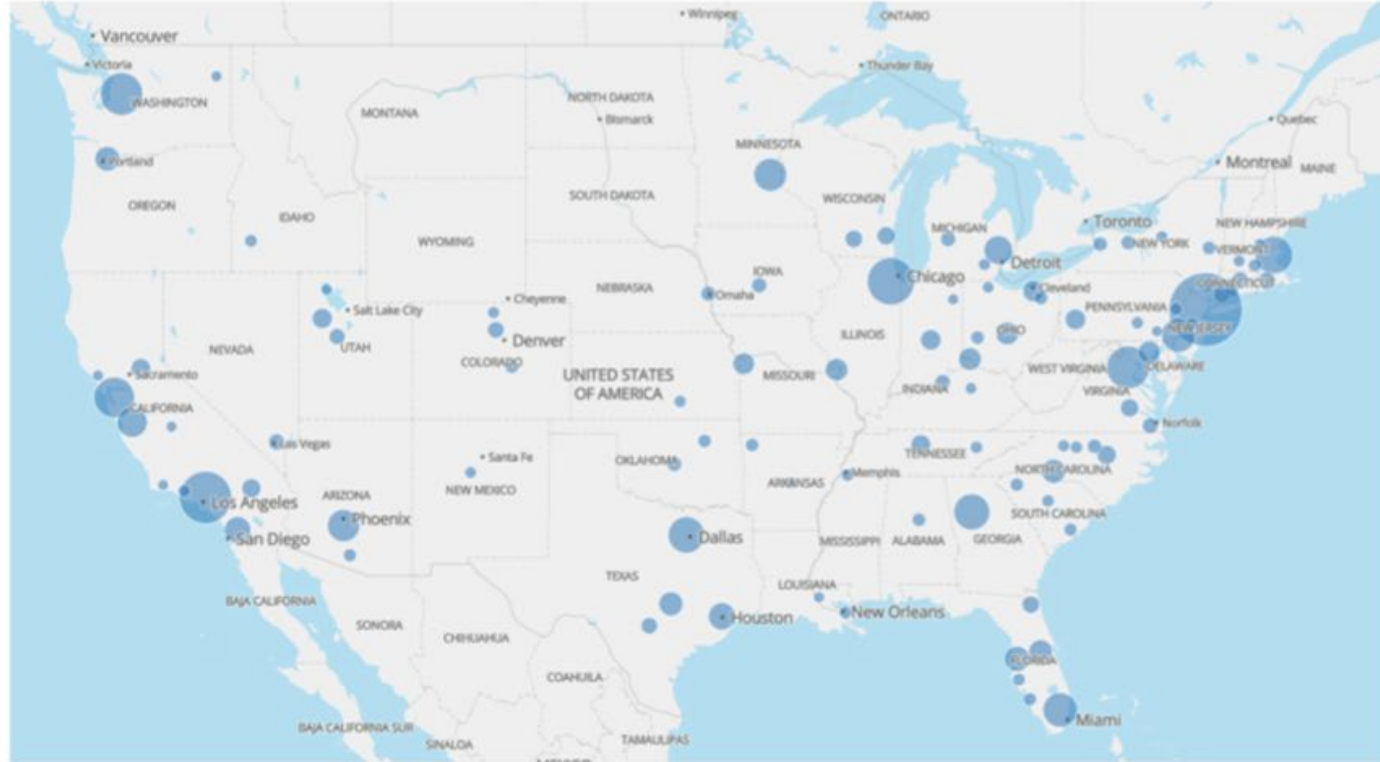 Winnipeg
ONTARIO
Vancouver
Victoria
Thunder Bay
WASHINGTON
NORTH DAKOTA
MONTANA
Bismarck
Quebec
MINNESOTA
Portland
Montreal
MAINE
SOUTH DAKOTA
WISCONSIN
OREGON
IDAHO
Toronto
NEW HAMPSHIRE
MICHIGAN
WYOMING
NEW YORK
VERMONT
Detroit
IOWA
Chicago
CONNECTICUT
NEBRASKA
Cleveland
Omaha
Cheyenne
PENNSYLVANIA
Salt Lake City
NEW JERSEY
OHIO
ILLINOIS
Denver
UTAH
NEVADA
COLORADO
WEST VIRGINIA
DELAWARE
Sacramento
UNITED STATES
OF AMERICA
MISSOURI
INDIANA
VIRGINIA
CALIFORNIA
Norfolk
Las Vegas
TENNESSEE
Santa Fe
OKLAHOMA
NORTH CAROLINA
Memphis
ARKANSAS
NEW MEXICO
ARIZONA
Los Angeles
SOUTH CAROLINA
Phoenix
San Diego
Dallas
MISSISSIPPI
ALABAMA
GEORGIA
TEXAS
LOUISIANA
BAJA CALIFORNIA
New Orleans
Houston
SONORA
CHIHUAHUA
FLORIDA
COAHUILA
Miami
BAJA CALIFORNIA SUR
TAMAULIPAS
SINALOA